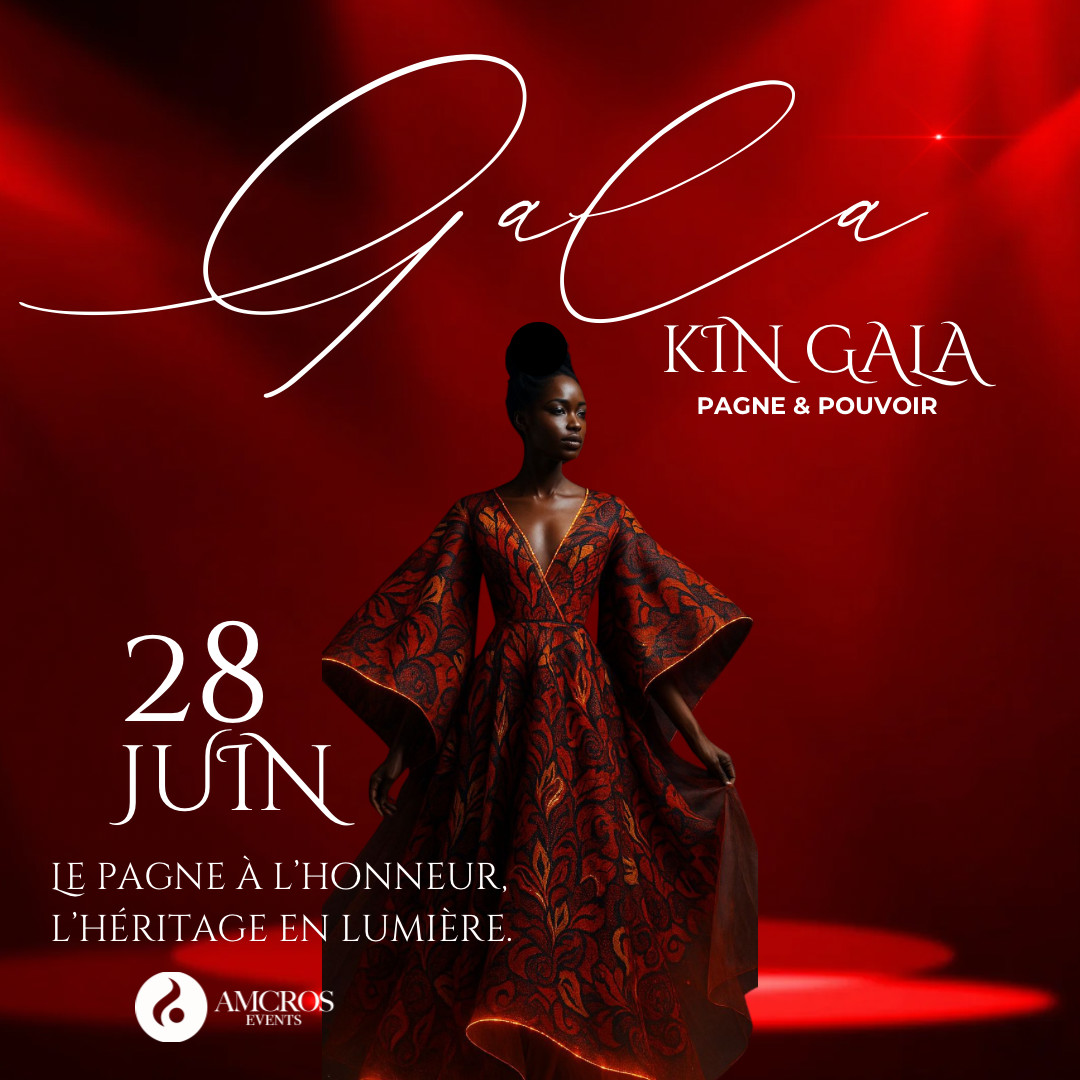 Gala
KIN GALA
PAGNE & POUVOIR
28
JUIN
LE PAGNE À L’HONNEUR,
L’HÉRITAGE EN LUMIÈRE.
AMCROS
EVENTS